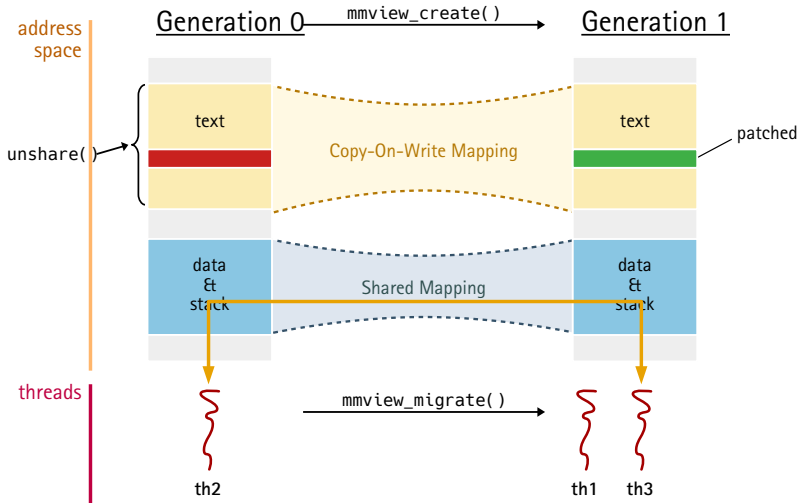 address
space
Generation 0
mmview_create()
Generation 1
text
text
unshare()
Copy-On-Write Mapping
patched
data
&
stack
Shared Mapping
data
&
stack
threads
mmview_migrate()
th2
th1
th3